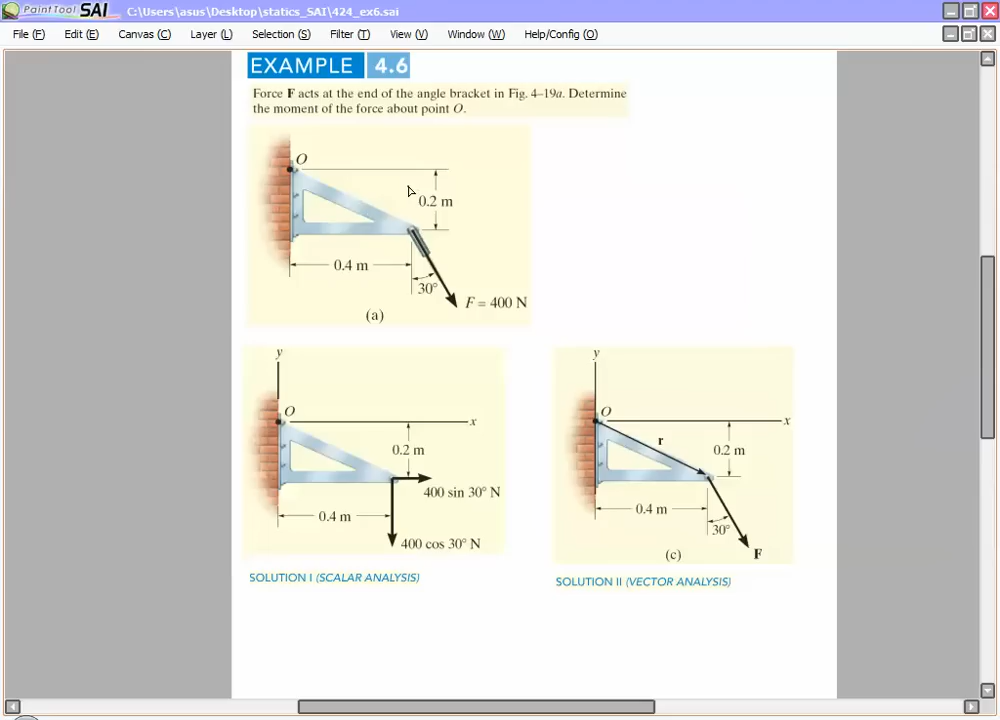 PaintTool SAI C:\Users\asus\Desktop\statics_SAI\424_ex6.sai
File (F) Edit (E) Canvas (C) Layer (L) Selection (S) Filter (T) View (V) Window (W) Help/Config (O)
EXAMPLE 4.6
Force F acts at the end of the angle bracket in Fig. 4–19a. Determine
the moment of the force about point O.
O
0.2 m
0.4 m
30°
F = 400 N
(a)
y
O
x
0.2 m
400 sin 30° N
0.4 m
400 cos 30° N
SOLUTION I (SCALAR ANALYSIS)
y
O
x
r
0.2 m
0.4 m
30°
F
(c)
SOLUTION II (VECTOR ANALYSIS)